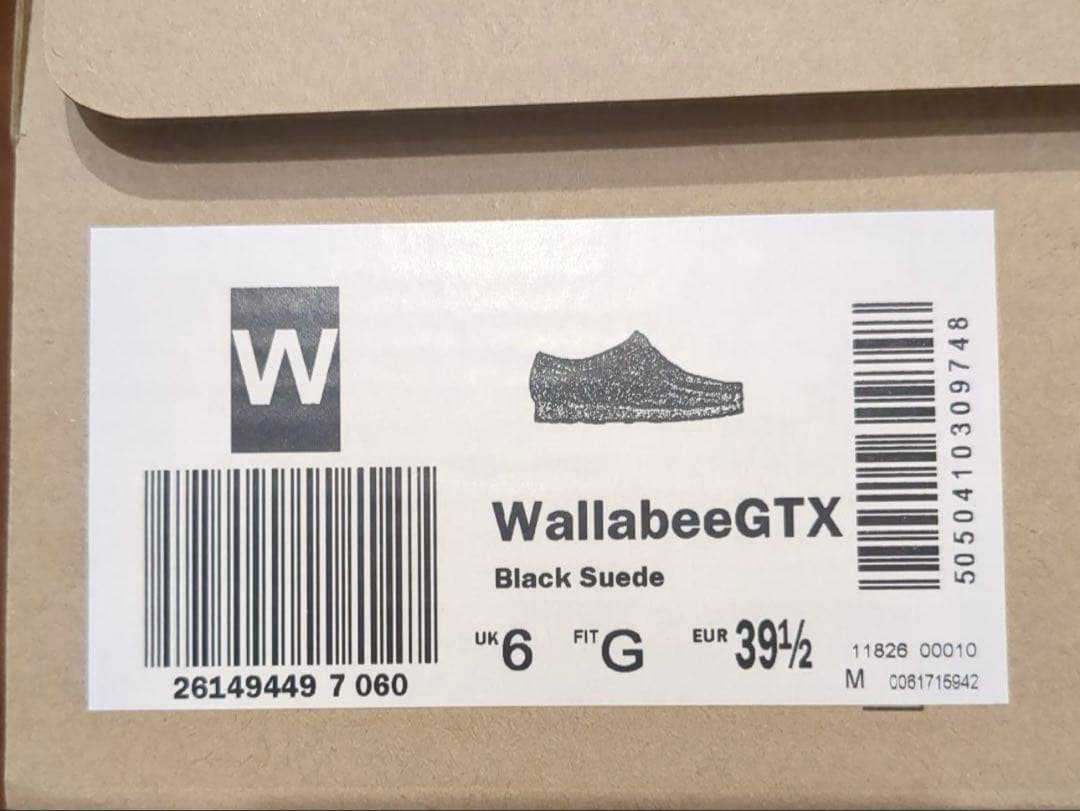 W
WallabeeGTX
Black Suede
UK 6 FIT G EUR 39½
26149449 7 060
5050410309748
11826 00010
M 0061715942